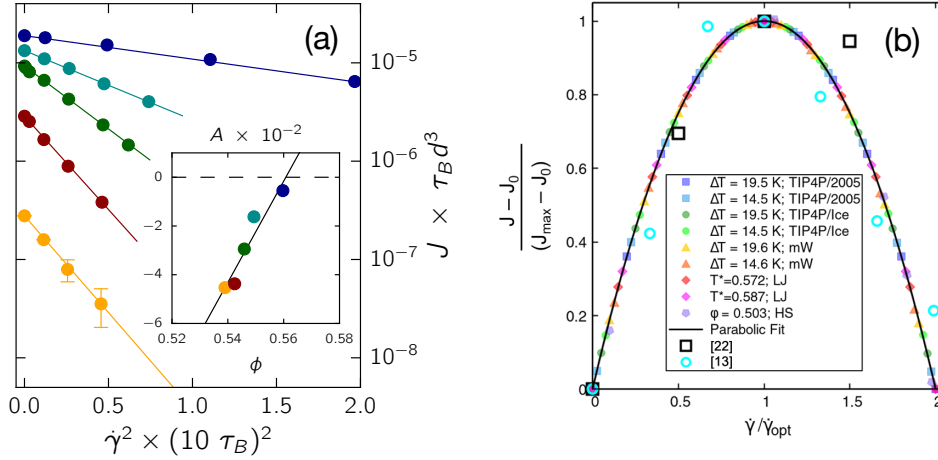 (a)
10⁻⁵
10⁻⁶
10⁻⁷
10⁻⁸
J × τ_B d³
A × 10⁻²
0
−2
−4
−6
0.52 0.54 0.56 0.58
ϕ
0.0 0.5 1.0 1.5 2.0
γ̇² × (10 τ_B)²
(b)
J − J₀
(J_max − J₀)
1
0.8
0.6
0.4
0.2
0
ΔT = 19.5 K; TIP4P/2005
ΔT = 14.5 K; TIP4P/2005
ΔT = 19.5 K; TIP4P/Ice
ΔT = 14.5 K; TIP4P/Ice
ΔT = 19.6 K; mW
ΔT = 14.6 K; mW
T*=0.572; LJ
T*=0.587; LJ
φ = 0.503; HS
Parabolic Fit
[22]
[13]
0 0.5 1 1.5 2
γ̇/γ̇_opt